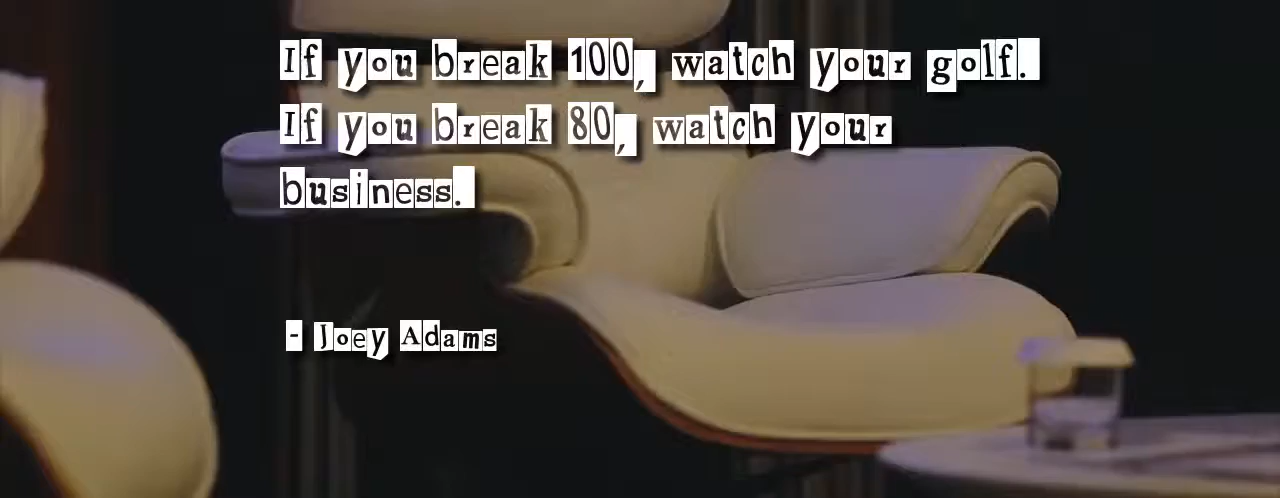 If you break 100, watch your golf.
If you break 80, watch your
business.
- Joey Adams